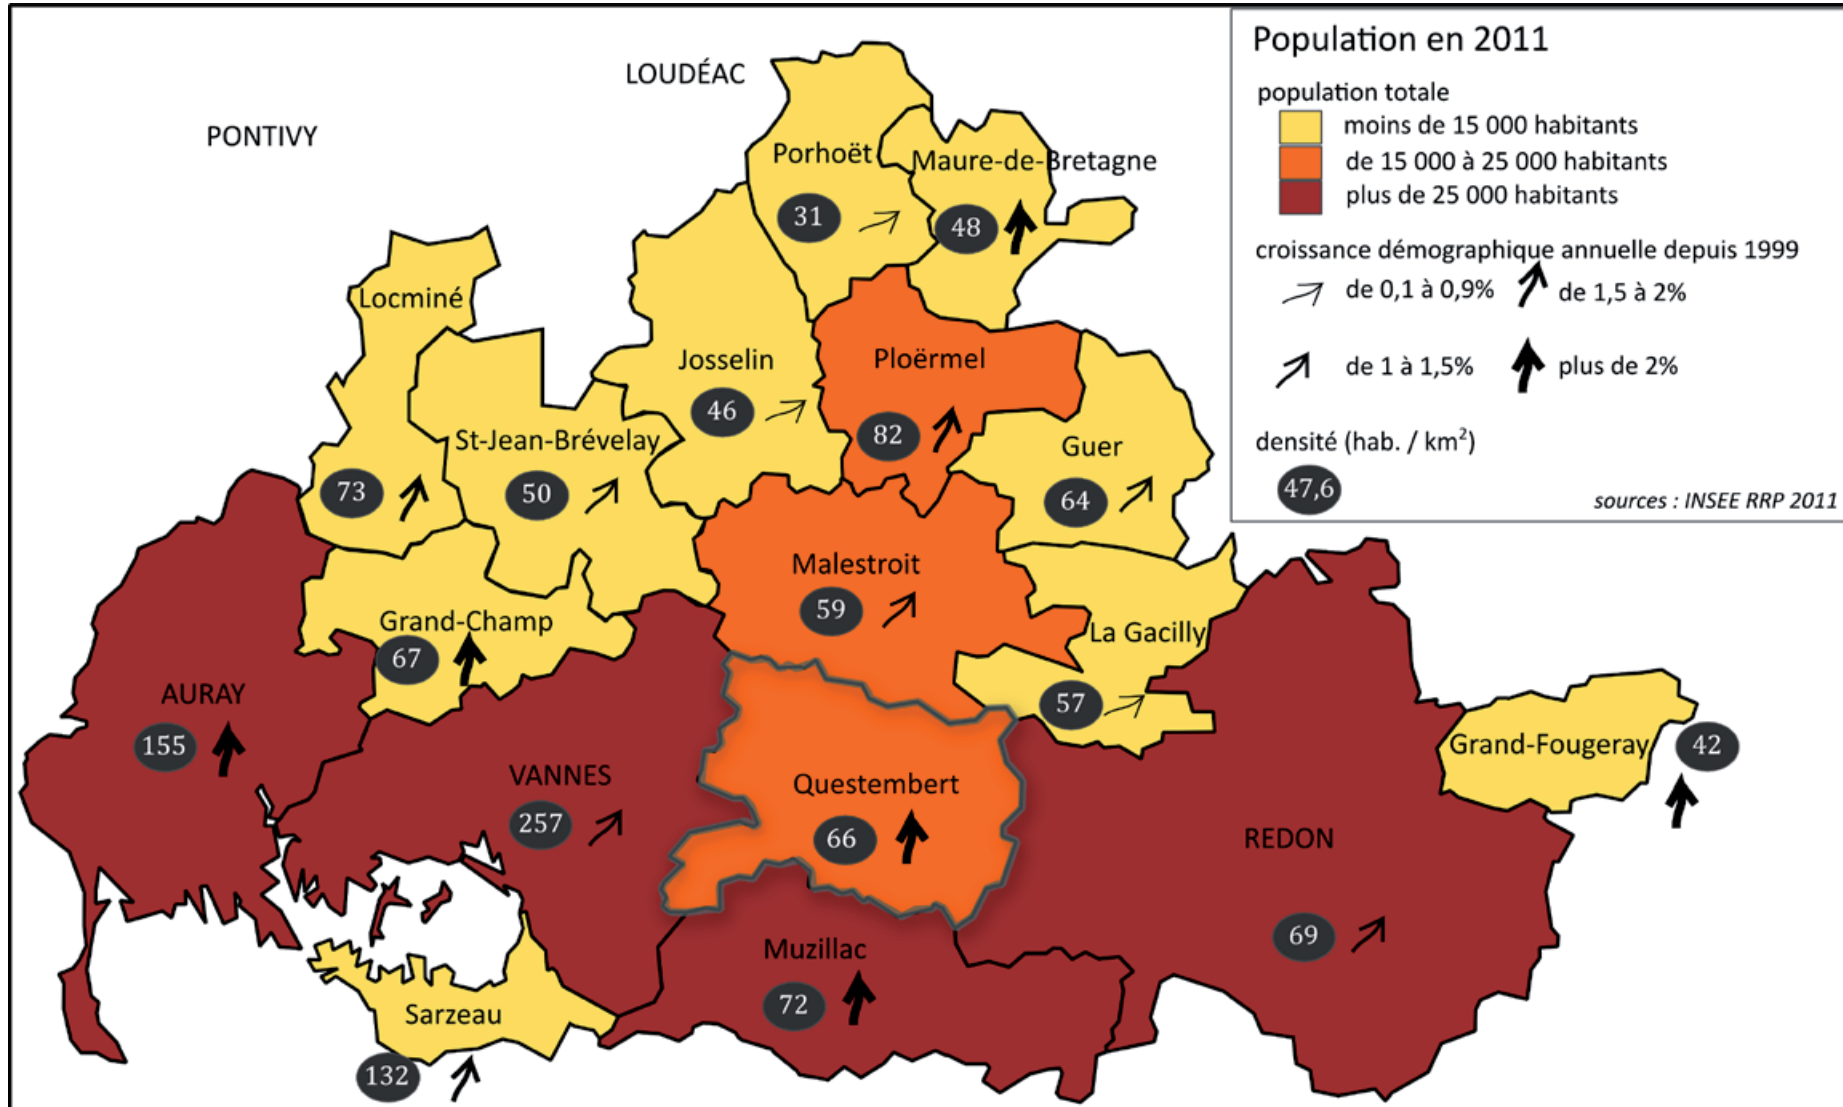 Population en 2011
population totale
moins de 15 000 habitants
de 15 000 à 25 000 habitants
plus de 25 000 habitants
croissance démographique annuelle depuis 1999
de 0,1 à 0,9%
de 1,5 à 2%
de 1 à 1,5%
plus de 2%
densité (hab. / km²)
47,6
sources : INSEE RRP 2011
LOUDÉAC
PONTIVY
Porhoët
31
Maure-de-Bretagne
48
Locminé
73
St-Jean-Brévelay
50
Josselin
46
Ploërmel
82
Guer
64
Malestroit
59
La Gacilly
57
Grand-Champ
67
AURAY
155
VANNES
257
Questembert
66
REDON
69
Grand-Fougeray
42
Muzillac
72
Sarzeau
132